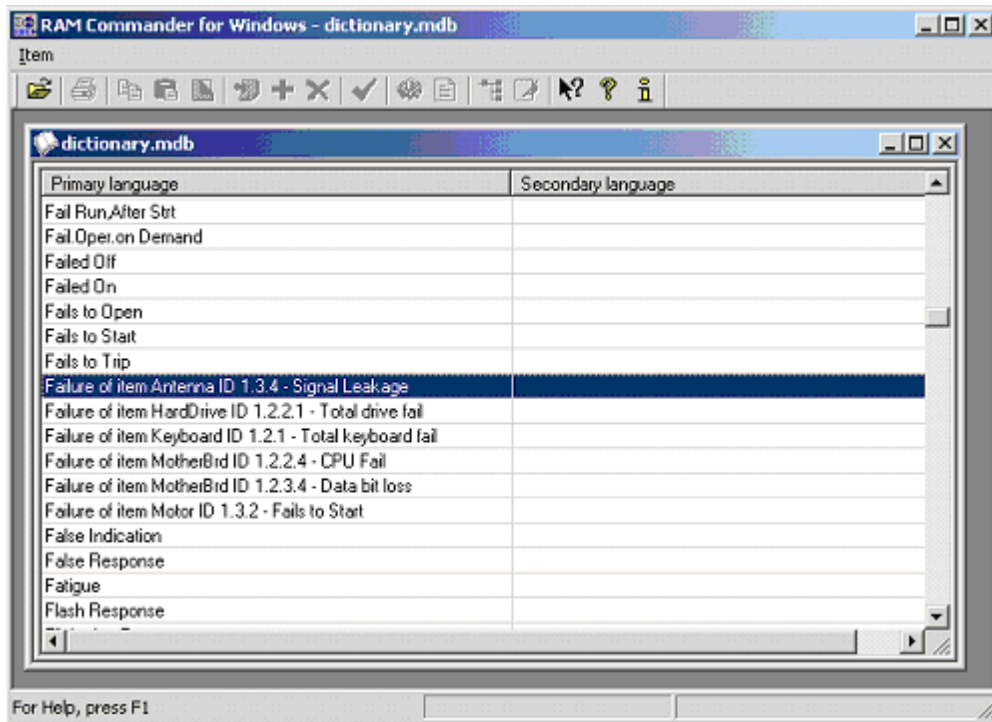 RAM Commander for Windows - dictionary.mdb
Item
dictionary.mdb
Primary language Secondary language
Fail Run,After Strt
Fail.Oper.on Demand
Failed Off
Failed On
Fails to Open
Fails to Start
Fails to Trip
Failure of item Antenna ID 1.3.4 - Signal Leakage
Failure of item HardDrive ID 1.2.2.1 - Total drive fail
Failure of item Keyboard ID 1.2.1 - Total keyboard fail
Failure of item MotherBrd ID 1.2.2.4 - CPU Fail
Failure of item MotherBrd ID 1.2.3.4 - Data bit loss
Failure of item Motor ID 1.3.2 - Fails to Start
False Indication
False Response
Fatigue
Flash Response
For Help, press F1